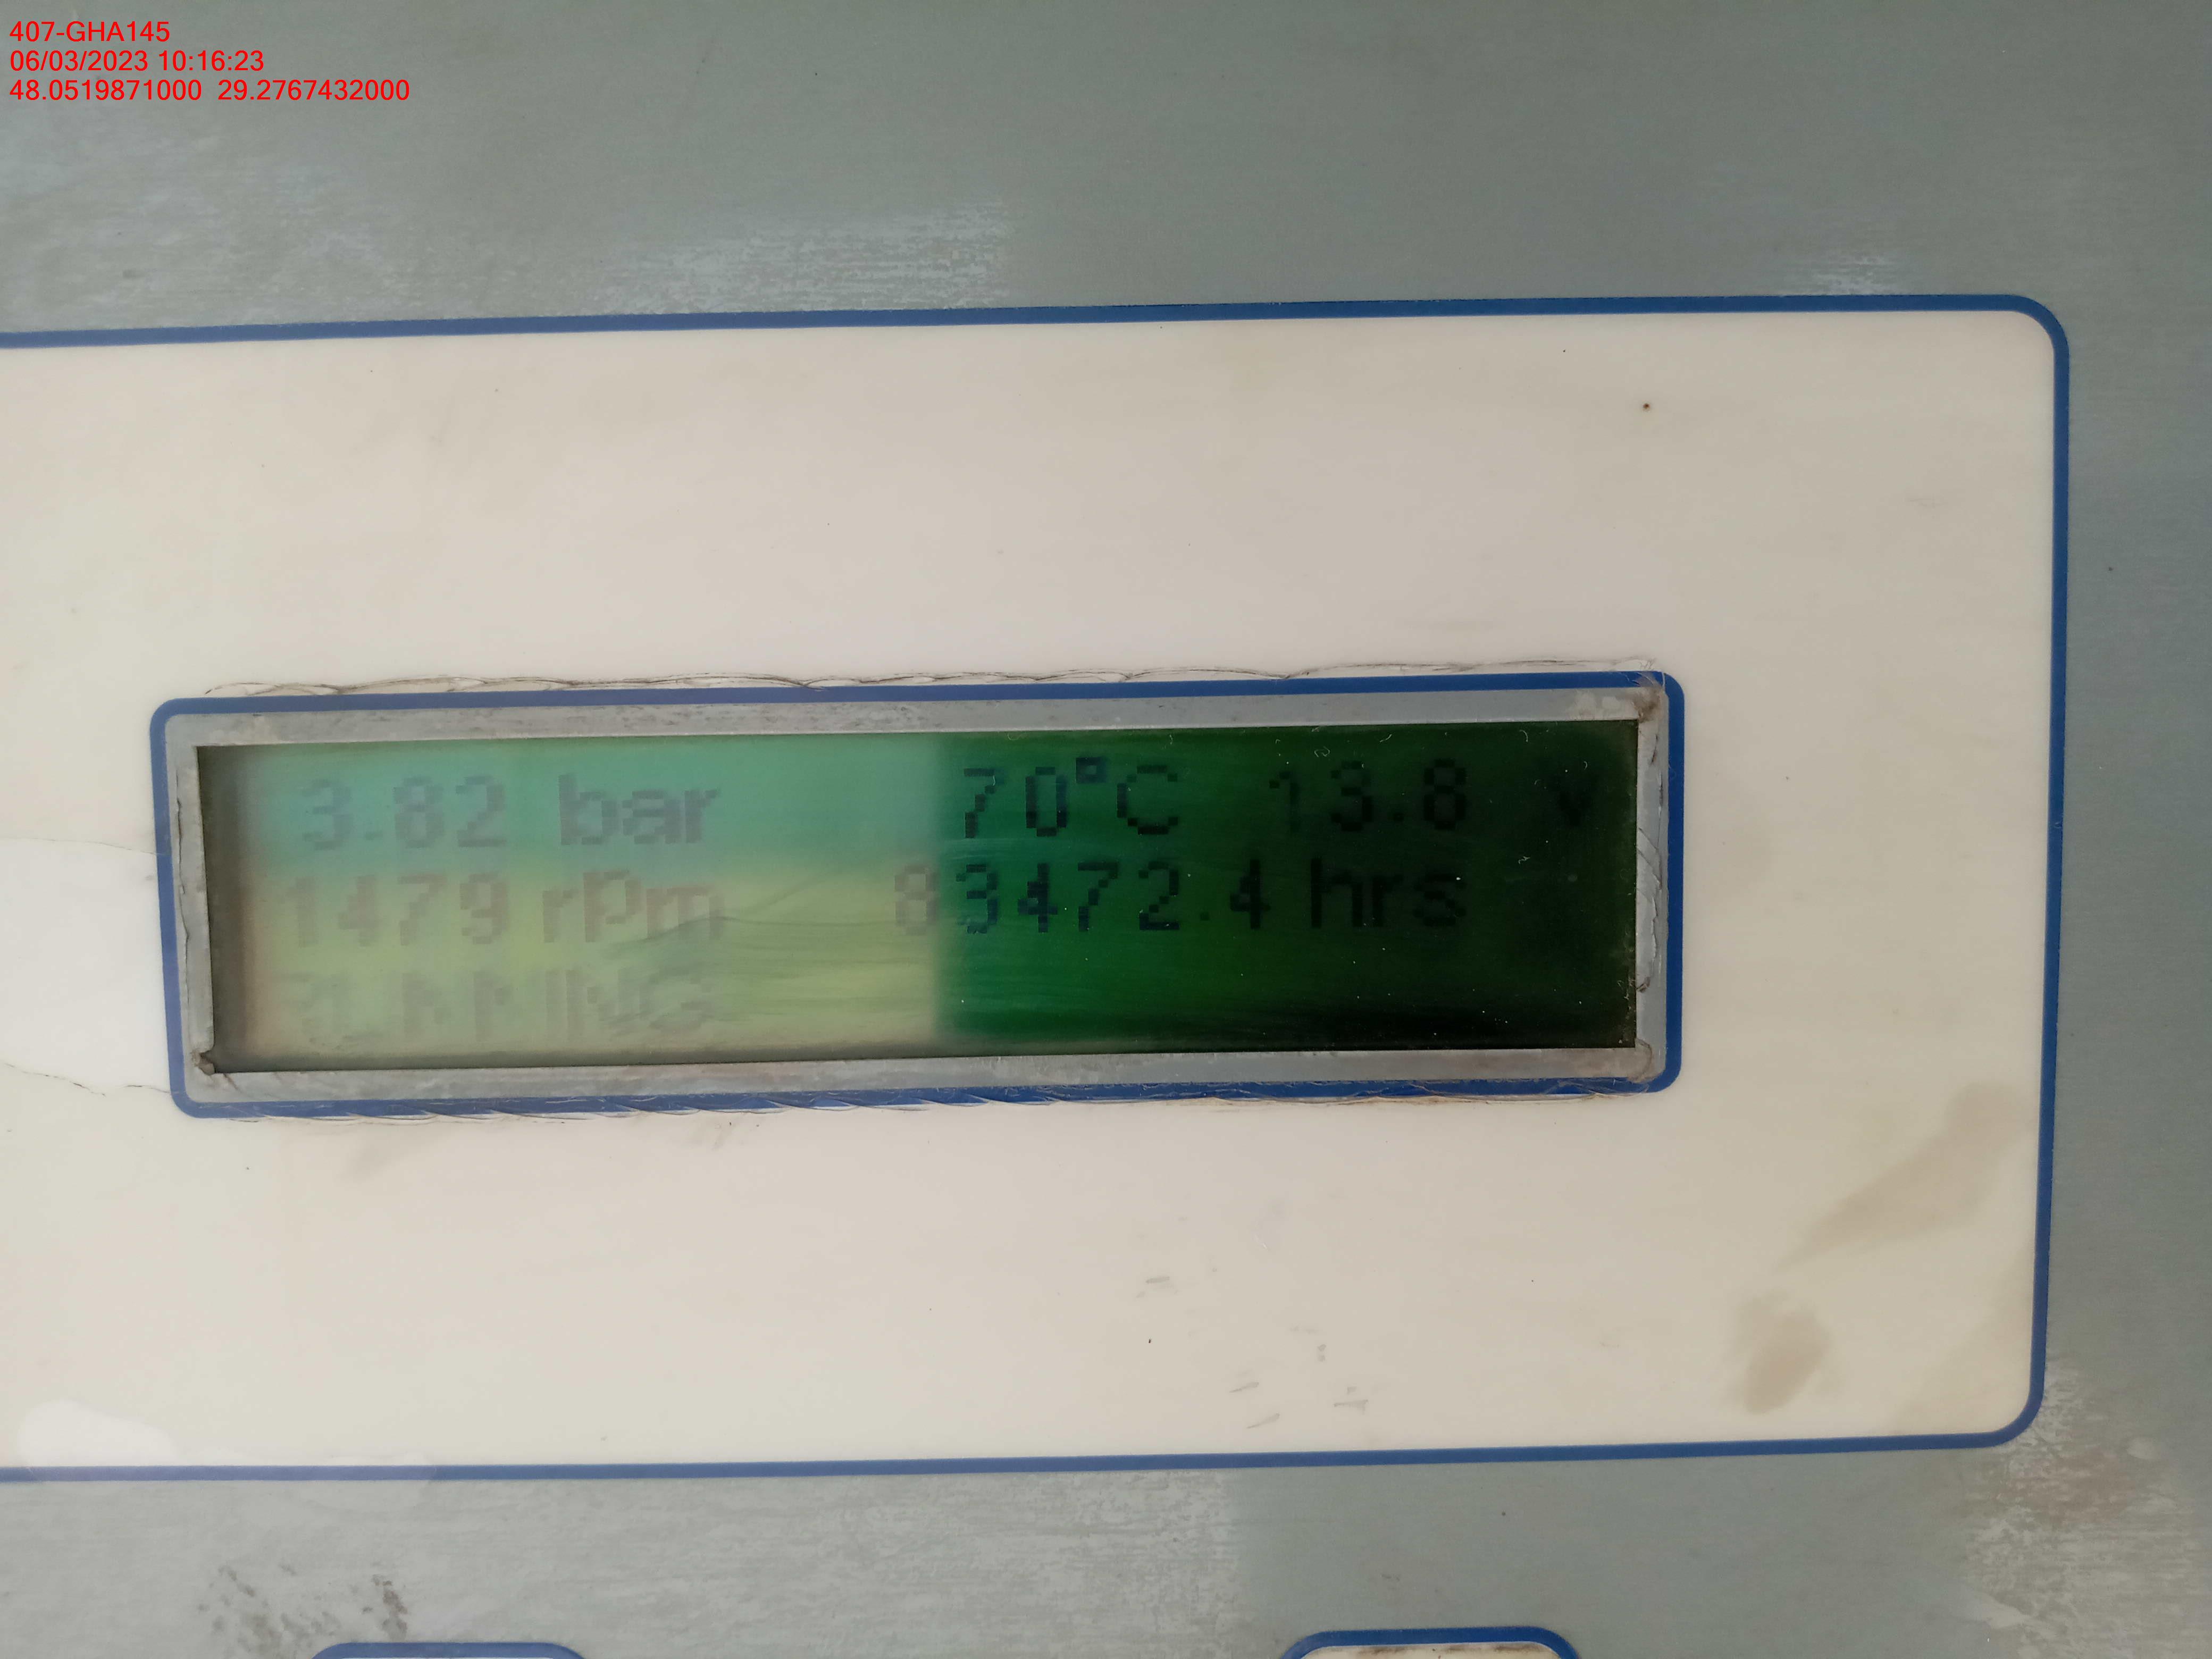 407-GHA145
06/03/2023 10:16:23
48.0519871000 29.2767432000
3.82 bar 70°C 13.8 V
1479 rpm 83472.4 hrs